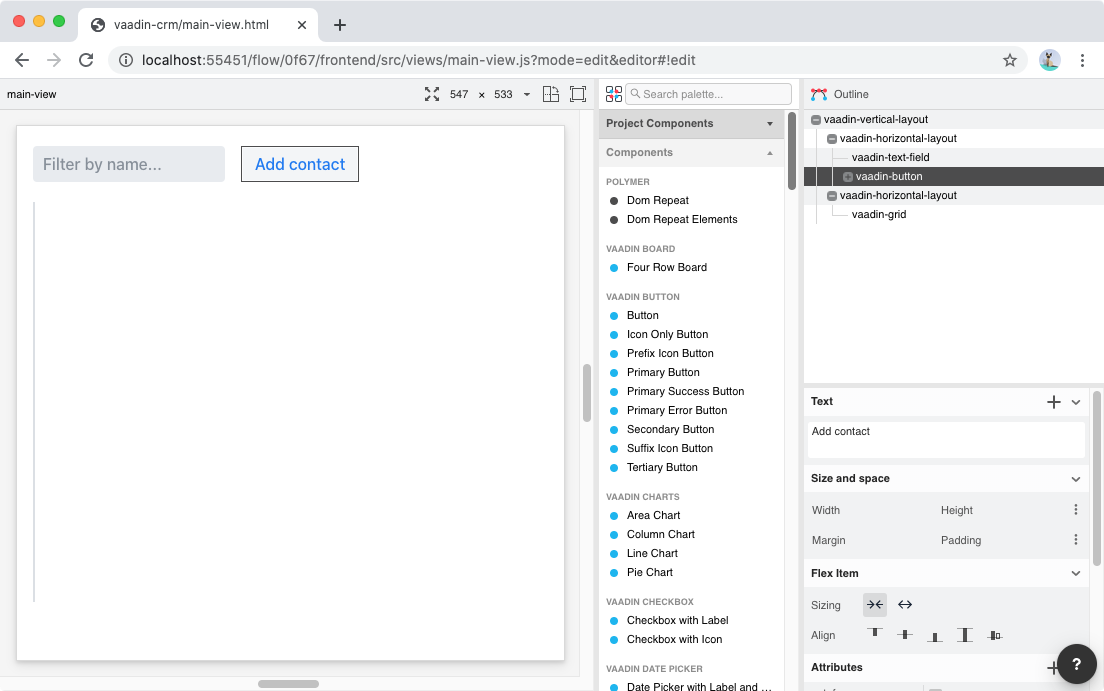 vaadin-crm/main-view.html
localhost:55451/flow/0f67/frontend/src/views/main-view.js?mode=edit&editor#!edit
main-view
547 × 533
Search palette...
Outline
Filter by name...
Add contact
Project Components
Components
POLYMER
Dom Repeat
Dom Repeat Elements
VAADIN BOARD
Four Row Board
VAADIN BUTTON
Button
Icon Only Button
Prefix Icon Button
Primary Button
Primary Success Button
Primary Error Button
Secondary Button
Suffix Icon Button
Tertiary Button
VAADIN CHARTS
Area Chart
Column Chart
Line Chart
Pie Chart
VAADIN CHECKBOX
Checkbox with Label
Checkbox with Icon
VAADIN DATE PICKER
Date Picker with Label and ...
vaadin-vertical-layout
vaadin-horizontal-layout
vaadin-text-field
vaadin-button
vaadin-horizontal-layout
vaadin-grid
Text
Add contact
Size and space
Width Height
Margin Padding
Flex Item
Sizing
Align
Attributes
?